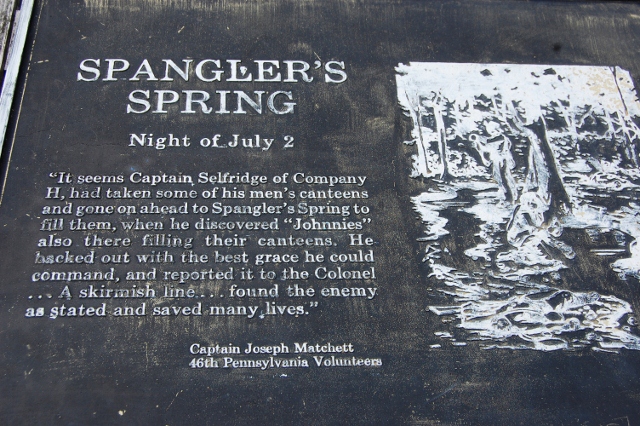 SPANGLER'S
SPRING
Night of July 2
"It seems Captain Selfridge of Company
H, had taken some of his men's canteens
and gone on ahead to Spangler's Spring to
fill them, when he discovered "Johnnies"
also there filling their canteens. He
backed out with the best grace he could
command, and reported it to the Colonel
... A skirmish line ... found the enemy
as stated and saved many lives."
Captain Joseph Matchett
46th Pennsylvania Volunteers